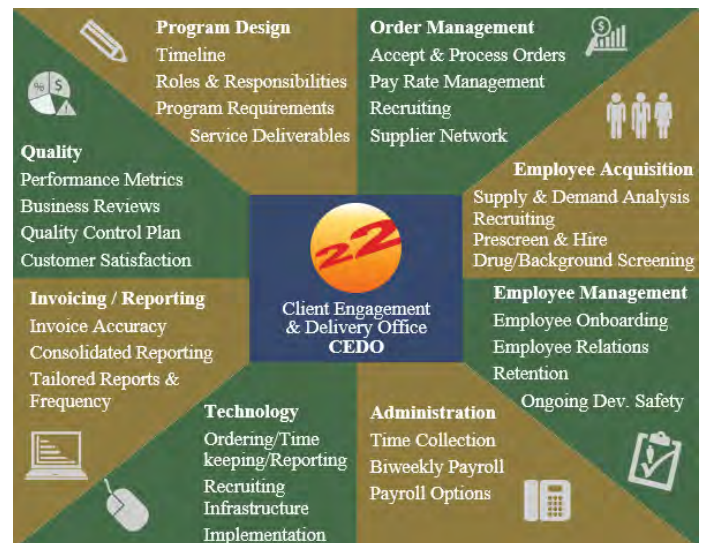 Program Design
Timeline
Roles & Responsibilities
Program Requirements
Service Deliverables
Order Management
Accept & Process Orders
Pay Rate Management
Recruiting
Supplier Network
$
Employee Acquisition
Supply & Demand Analysis
Recruiting
Prescreen & Hire
Drug/Background Screening
Employee Management
Employee Onboarding
Employee Relations
Retention
Ongoing Dev. Safety
Administration
Time Collection
Biweekly Payroll
Payroll Options
Technology
Ordering/Time
keeping/Reporting
Recruiting
Infrastructure
Implementation
Invoicing / Reporting
Invoice Accuracy
Consolidated Reporting
Tailored Reports &
Frequency
% $
Quality
Performance Metrics
Business Reviews
Quality Control Plan
Customer Satisfaction
22
Client Engagement
& Delivery Office
CEDO